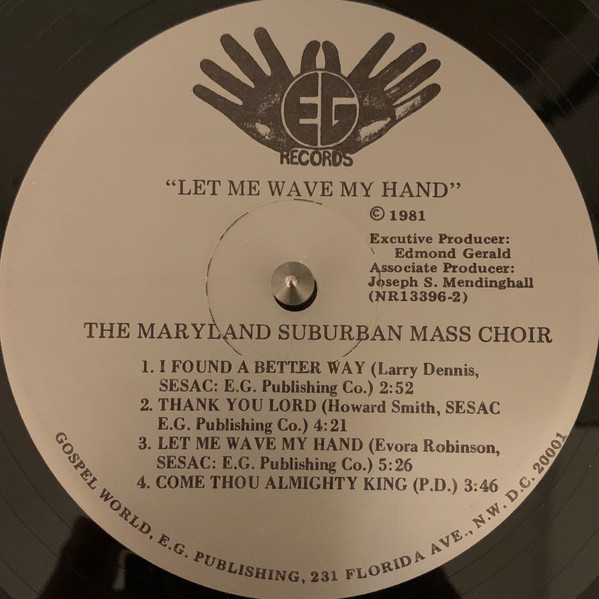 EG
RECORDS
"LET ME WAVE MY HAND"
© 1981
Excutive Producer:
Edmond Gerald
Associate Producer:
Joseph S. Mendinghall
(NR13396-2)
THE MARYLAND SUBURBAN MASS CHOIR
1. I FOUND A BETTER WAY (Larry Dennis,
SESAC: E.G. Publishing Co.) 2:52
2. THANK YOU LORD (Howard Smith, SESAC
E.G. Publishing Co.) 4:21
3. LET ME WAVE MY HAND (Evora Robinson,
SESAC: E.G. Publishing Co.) 5:26
4. COME THOU ALMIGHTY KING (P.D.) 3:46
GOSPEL WORLD, E.G. PUBLISHING, 231 FLORIDA AVE., N.W. D.C. 20001